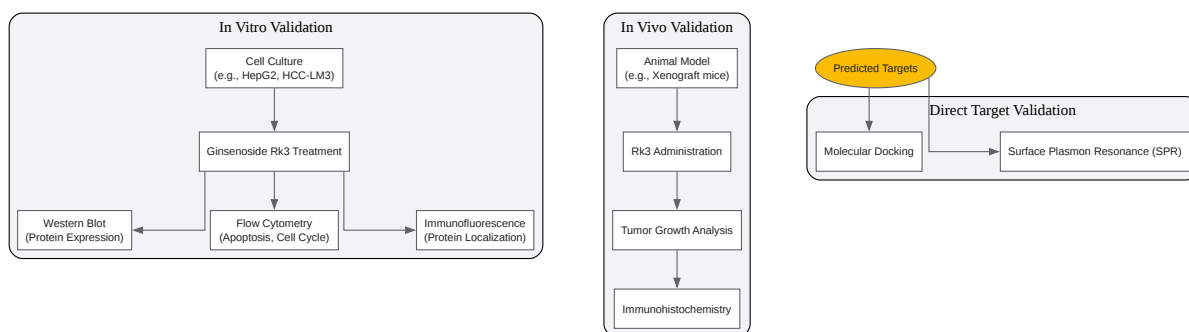 In Vitro Validation
Cell Culture
(e.g., HepG2, HCC-LM3)
Ginsenoside Rk3 Treatment
Western Blot
(Protein Expression)
Flow Cytometry
(Apoptosis, Cell Cycle)
Immunofluorescence
(Protein Localization)
In Vivo Validation
Animal Model
(e.g., Xenograft mice)
Rk3 Administration
Tumor Growth Analysis
Immunohistochemistry
Predicted Targets
Direct Target Validation
Molecular Docking
Surface Plasmon Resonance (SPR)